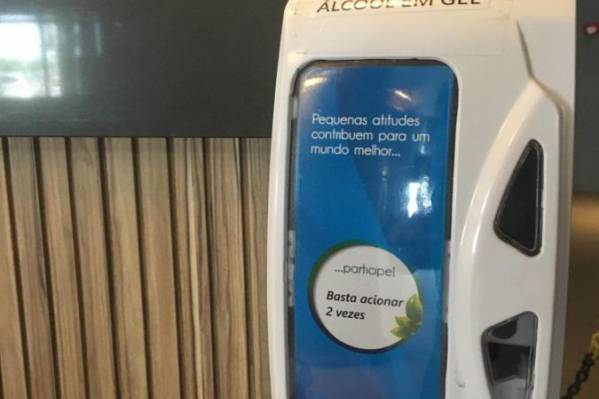 ÁLCOOL EM GEL
Pequenas atitudes
contribuem para um
mundo melhor...
...participe!
Basta acionar
2 vezes